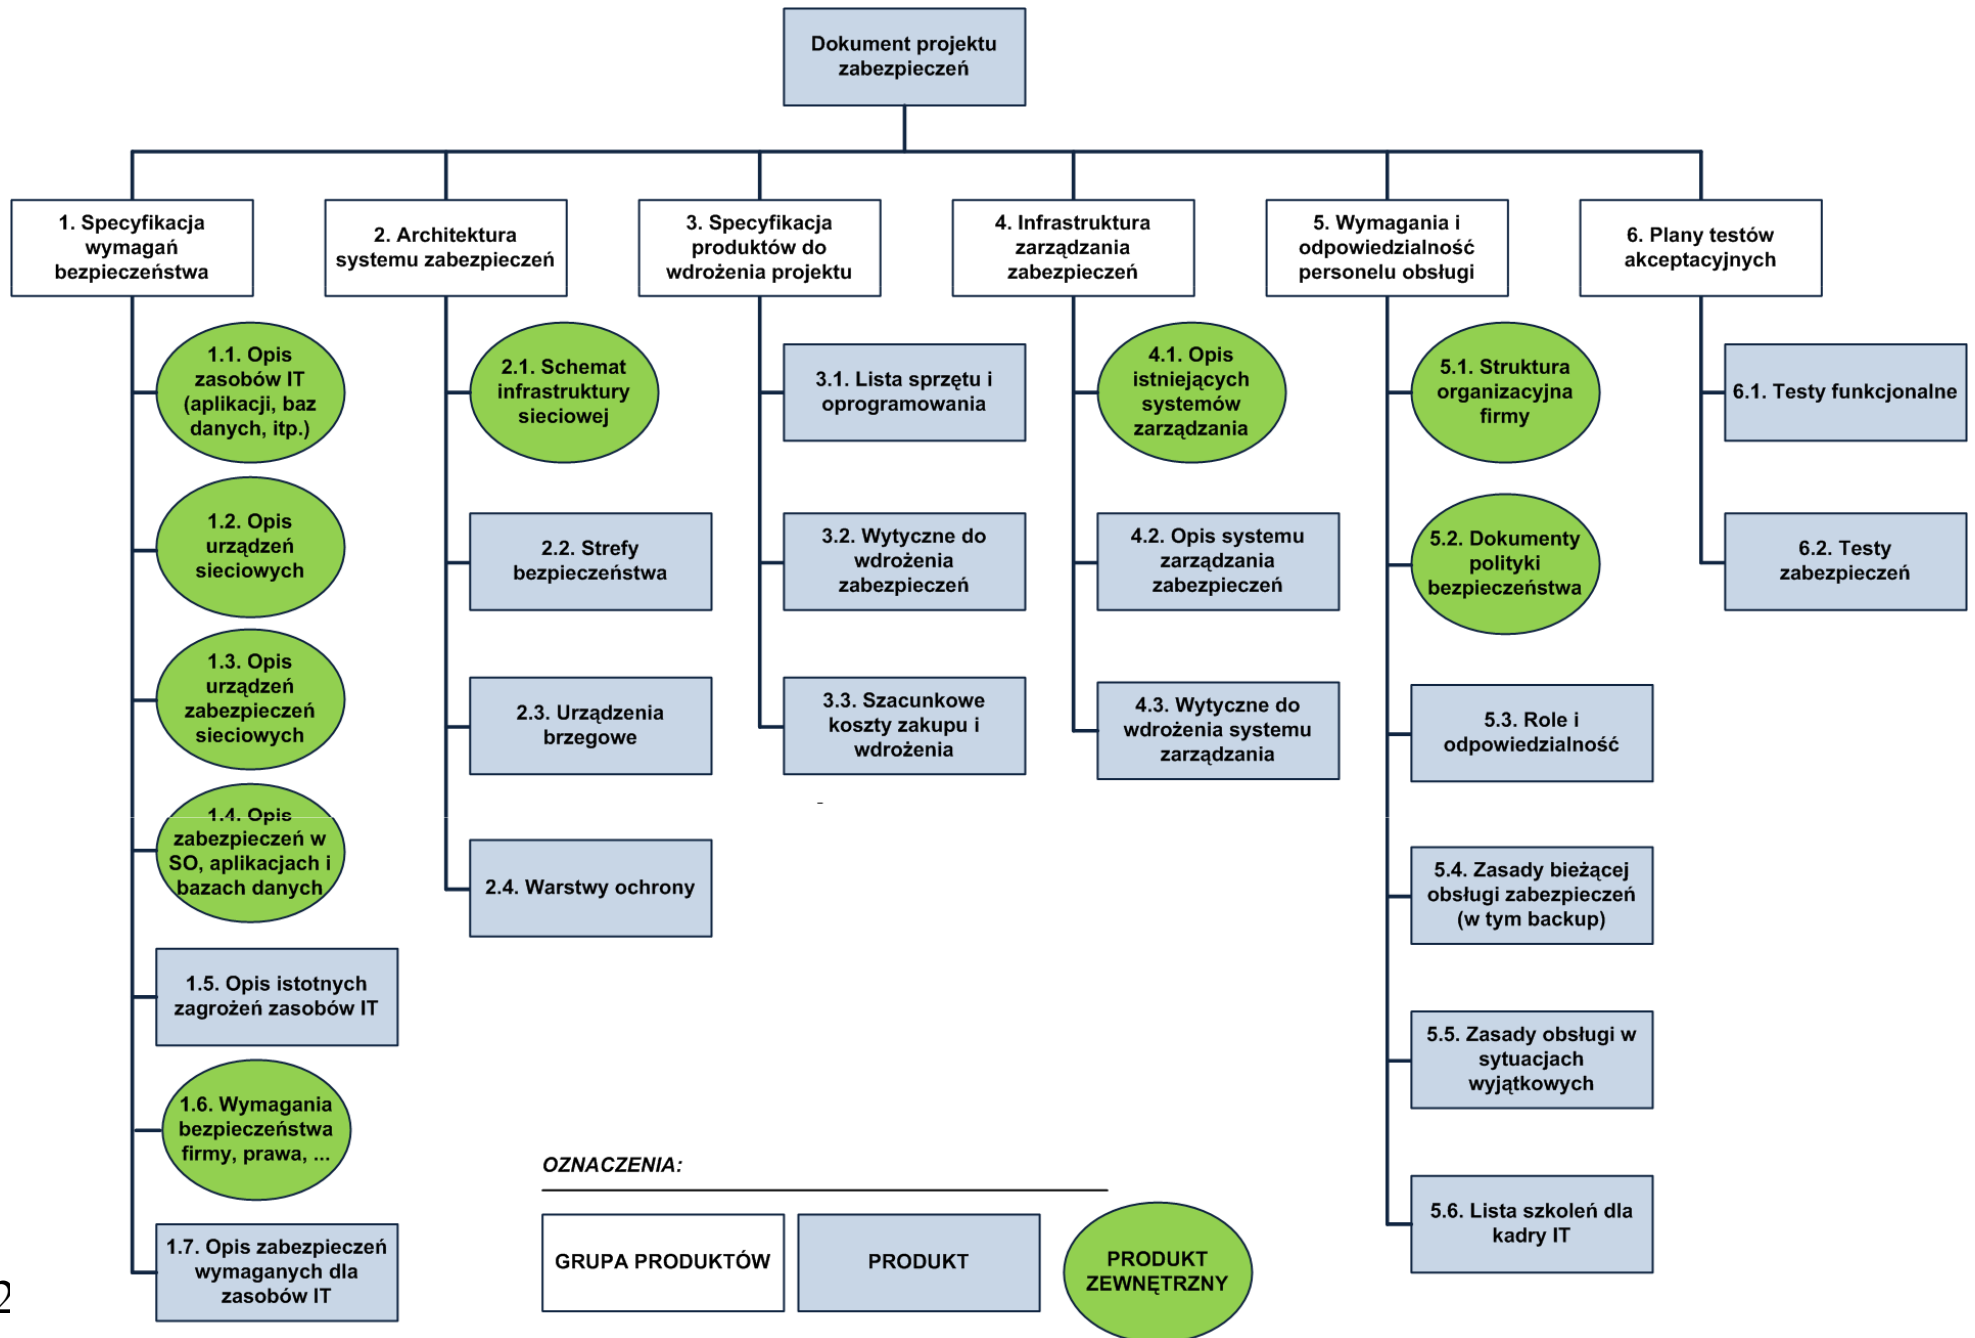 Dokument projektu
zabezpieczeń
1. Specyfikacja
wymagań
bezpieczeństwa
2. Architektura
systemu zabezpieczeń
3. Specyfikacja
produktów do
wdrożenia projektu
4. Infrastruktura
zarządzania
zabezpieczeń
5. Wymagania i
odpowiedzialność
personelu obsługi
6. Plany testów
akceptacyjnych
1.1. Opis
zasobów IT
(aplikacji, baz
danych, itp.)
1.2. Opis
urządzeń
sieciowych
1.3. Opis
urządzeń
zabezpieczeń
sieciowych
1.4. Opis
zabezpieczeń w
SO, aplikacjach i
bazach danych
1.5. Opis istotnych
zagrożeń zasobów IT
1.6. Wymagania
bezpieczeństwa
firmy, prawa, ...
1.7. Opis zabezpieczeń
wymaganych dla
zasobów IT
2.1. Schemat
infrastruktury
sieciowej
2.2. Strefy
bezpieczeństwa
2.3. Urządzenia
brzegowe
2.4. Warstwy ochrony
3.1. Lista sprzętu i
oprogramowania
3.2. Wytyczne do
wdrożenia
zabezpieczeń
3.3. Szacunkowe
koszty zakupu i
wdrożenia
4.1. Opis
istniejących
systemów
zarządzania
4.2. Opis systemu
zarządzania
zabezpieczeń
4.3. Wytyczne do
wdrożenia systemu
zarządzania
5.1. Struktura
organizacyjna
firmy
5.2. Dokumenty
polityki
bezpieczeństwa
5.3. Role i
odpowiedzialność
5.4. Zasady bieżącej
obsługi zabezpieczeń
(w tym backup)
5.5. Zasady obsługi w
sytuacjach
wyjątkowych
5.6. Lista szkoleń dla
kadry IT
6.1. Testy funkcjonalne
6.2. Testy
zabezpieczeń
OZNACZENIA:
GRUPA PRODUKTÓW
PRODUKT
PRODUKT
ZEWNĘTRZNY
2